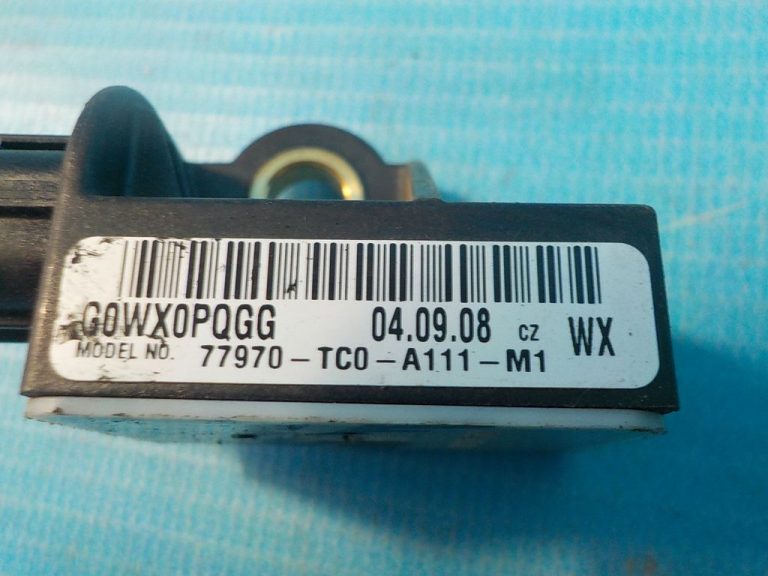 G0WX0PQGG 04.09.08 CZ WX
MODEL NO. 77970-TC0-A111-M1